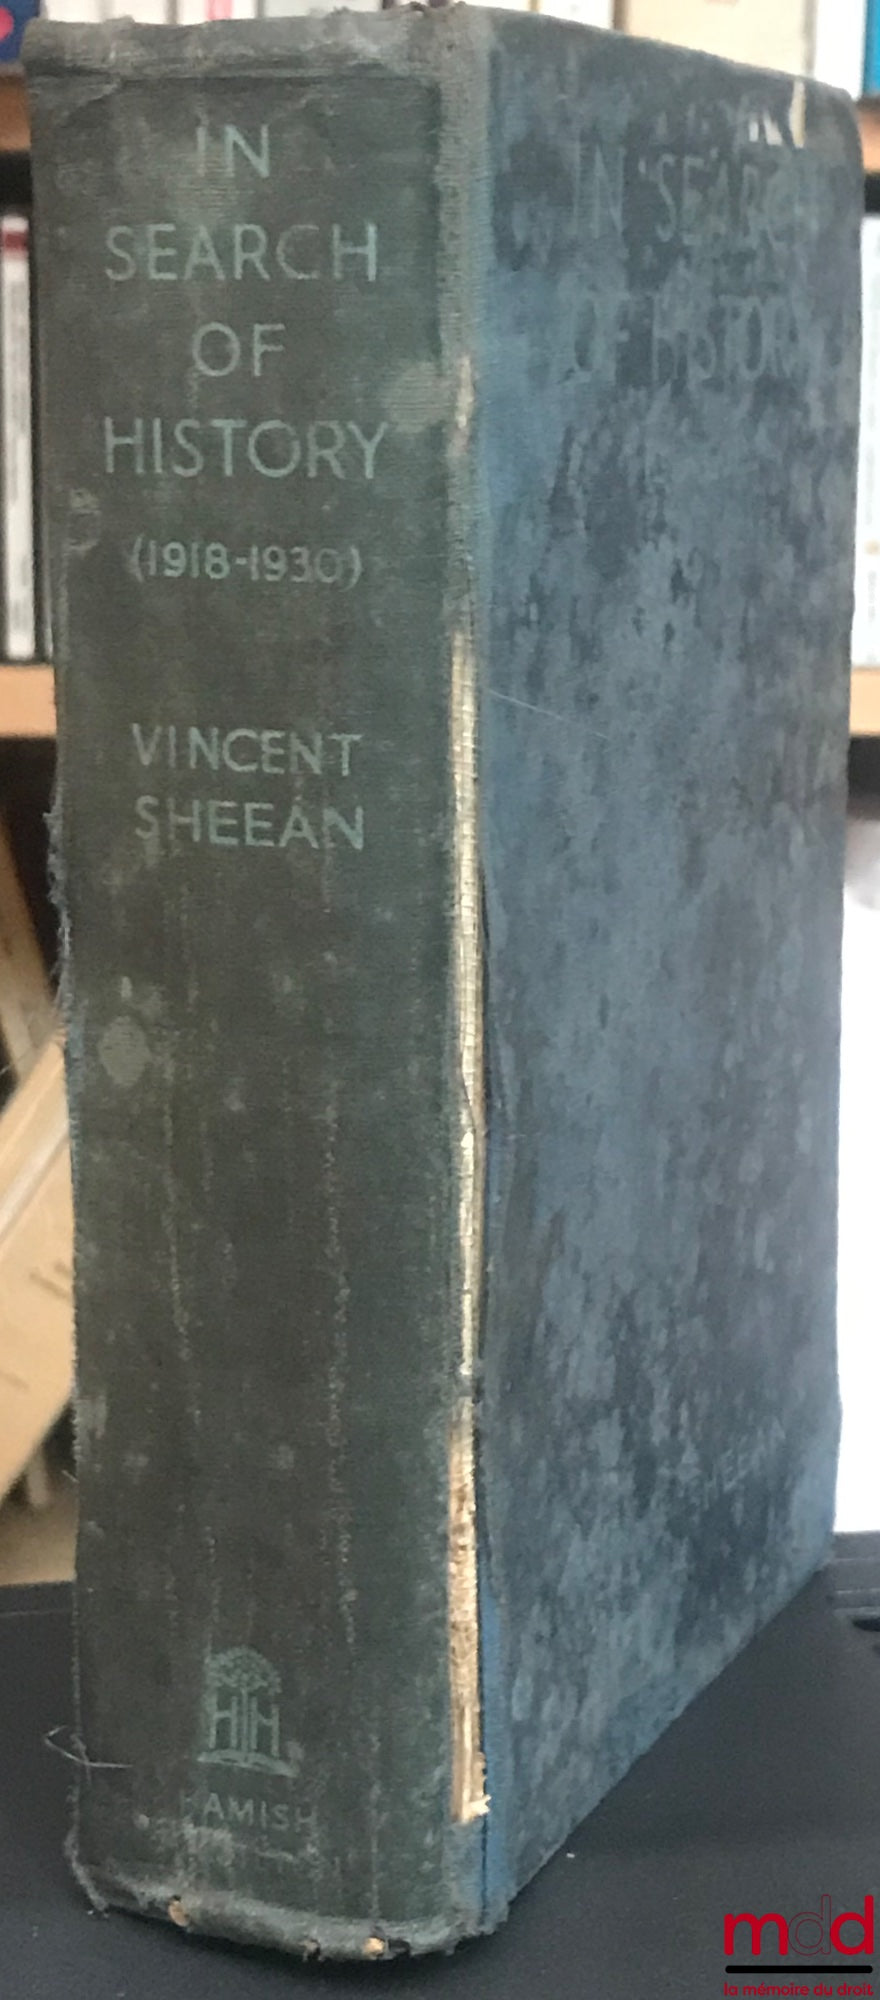 IN
SEARCH
OF
HISTORY
(1918-1930)
VINCENT
SHEEAN
HH
HAMISH
IN SEARCH
OF HISTORY
SHEEAN
mdd
la mémoire du droit